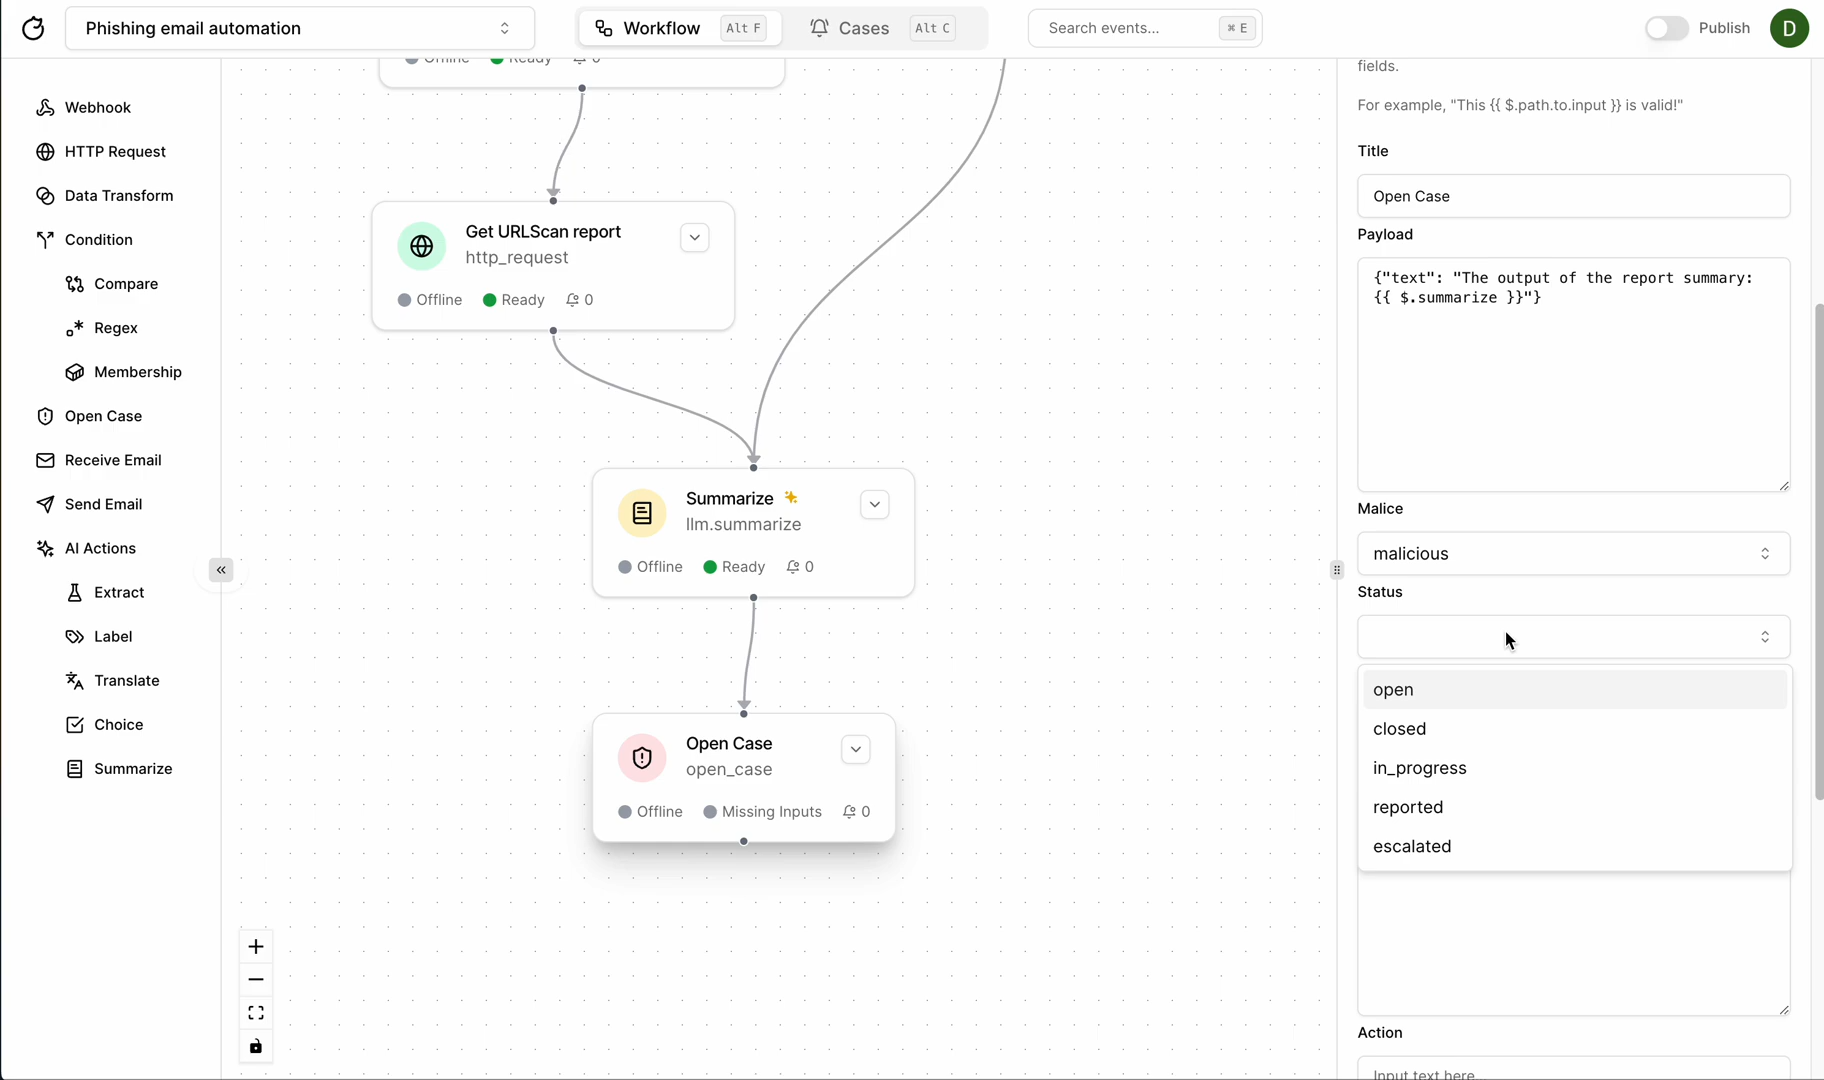 Phishing email automation
Workflow
Alt F
Cases
Alt C
Search events...
⌘ E
Publish
D
Webhook
HTTP Request
Data Transform
Condition
Compare
Regex
Membership
Open Case
Receive Email
Send Email
AI Actions
Extract
Label
Translate
Choice
Summarize
Offline
Ready
0
Get URLScan report
http_request
Offline
Ready
0
Summarize
llm.summarize
Offline
Ready
0
Open Case
open_case
Offline
Missing Inputs
0
fields.
For example, "This {{ $.path.to.input }} is valid!"
Title
Open Case
Payload
{"text": "The output of the report summary:
{{ $.summarize }}"}
Malice
malicious
Status
open
closed
in_progress
reported
escalated
Action
Input text here...